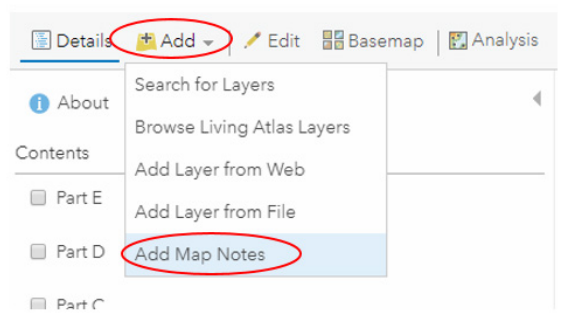 Details Add Edit Basemap Analysis
About
Contents
Part E
Part D
Part C
Search for Layers
Browse Living Atlas Layers
Add Layer from Web
Add Layer from File
Add Map Notes